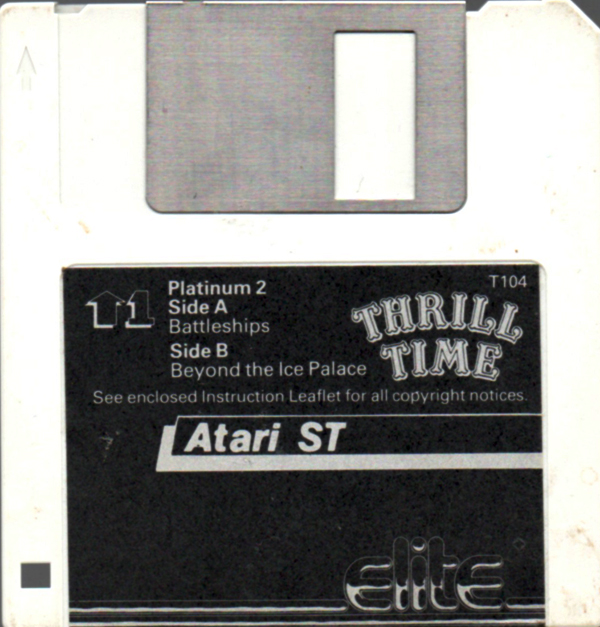 T104
1
Platinum 2
Side A
Battleships
Side B
Beyond the Ice Palace
THRILL
TIME
See enclosed Instruction Leaflet for all copyright notices.
Atari ST
elite